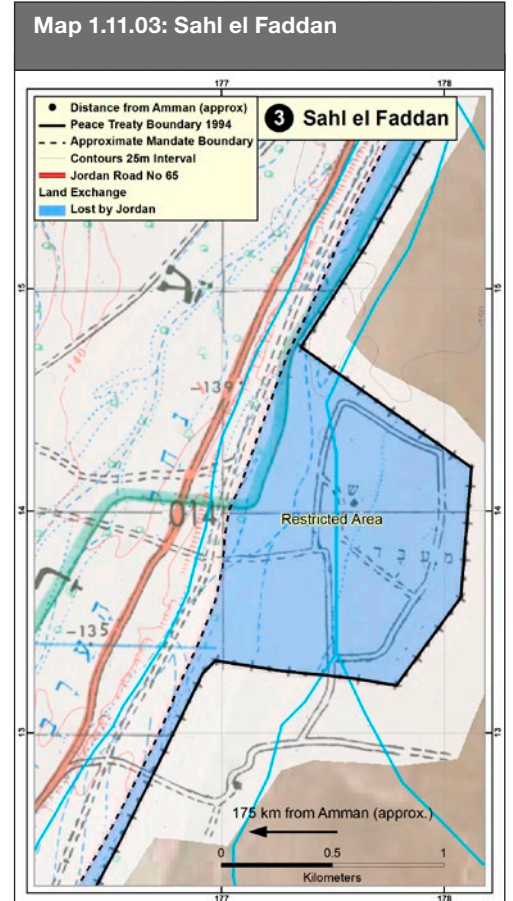 Map 1.11.03: Sahl el Faddan
177
178
Distance from Amman (approx)
Peace Treaty Boundary 1994
Approximate Mandate Boundary
Contours 25m Interval
Jordan Road No 65
Land Exchange
Lost by Jordan
3 Sahl el Faddan
15
15
ע
-140
-139
014
14
14
ש
Restricted Area
-135
13
13
175 km from Amman (approx.)
0
0.5
1
Kilometers
177
178